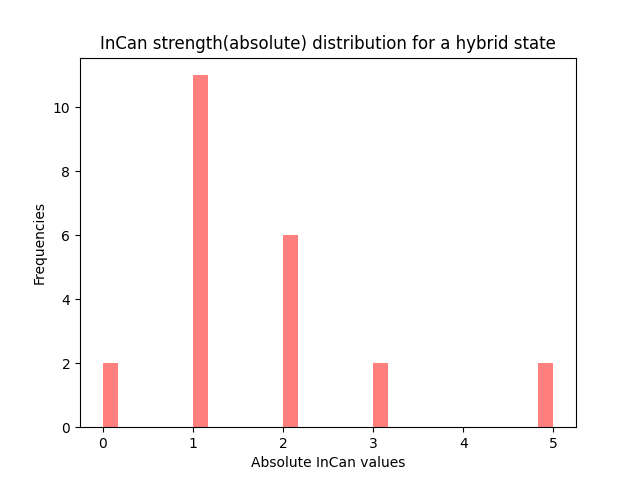 InCan strength(absolute) distribution for a hybrid state
10
8
6
4
2
0
Frequencies
0 1 2 3 4 5
Absolute InCan values